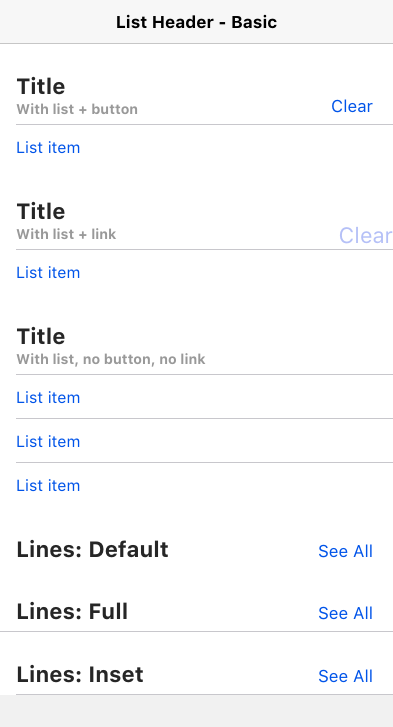 List Header - Basic
Title
With list + button
Clear
List item
Title
With list + link
Clear
List item
Title
With list, no button, no link
List item
List item
List item
Lines: Default
See All
Lines: Full
See All
Lines: Inset
See All